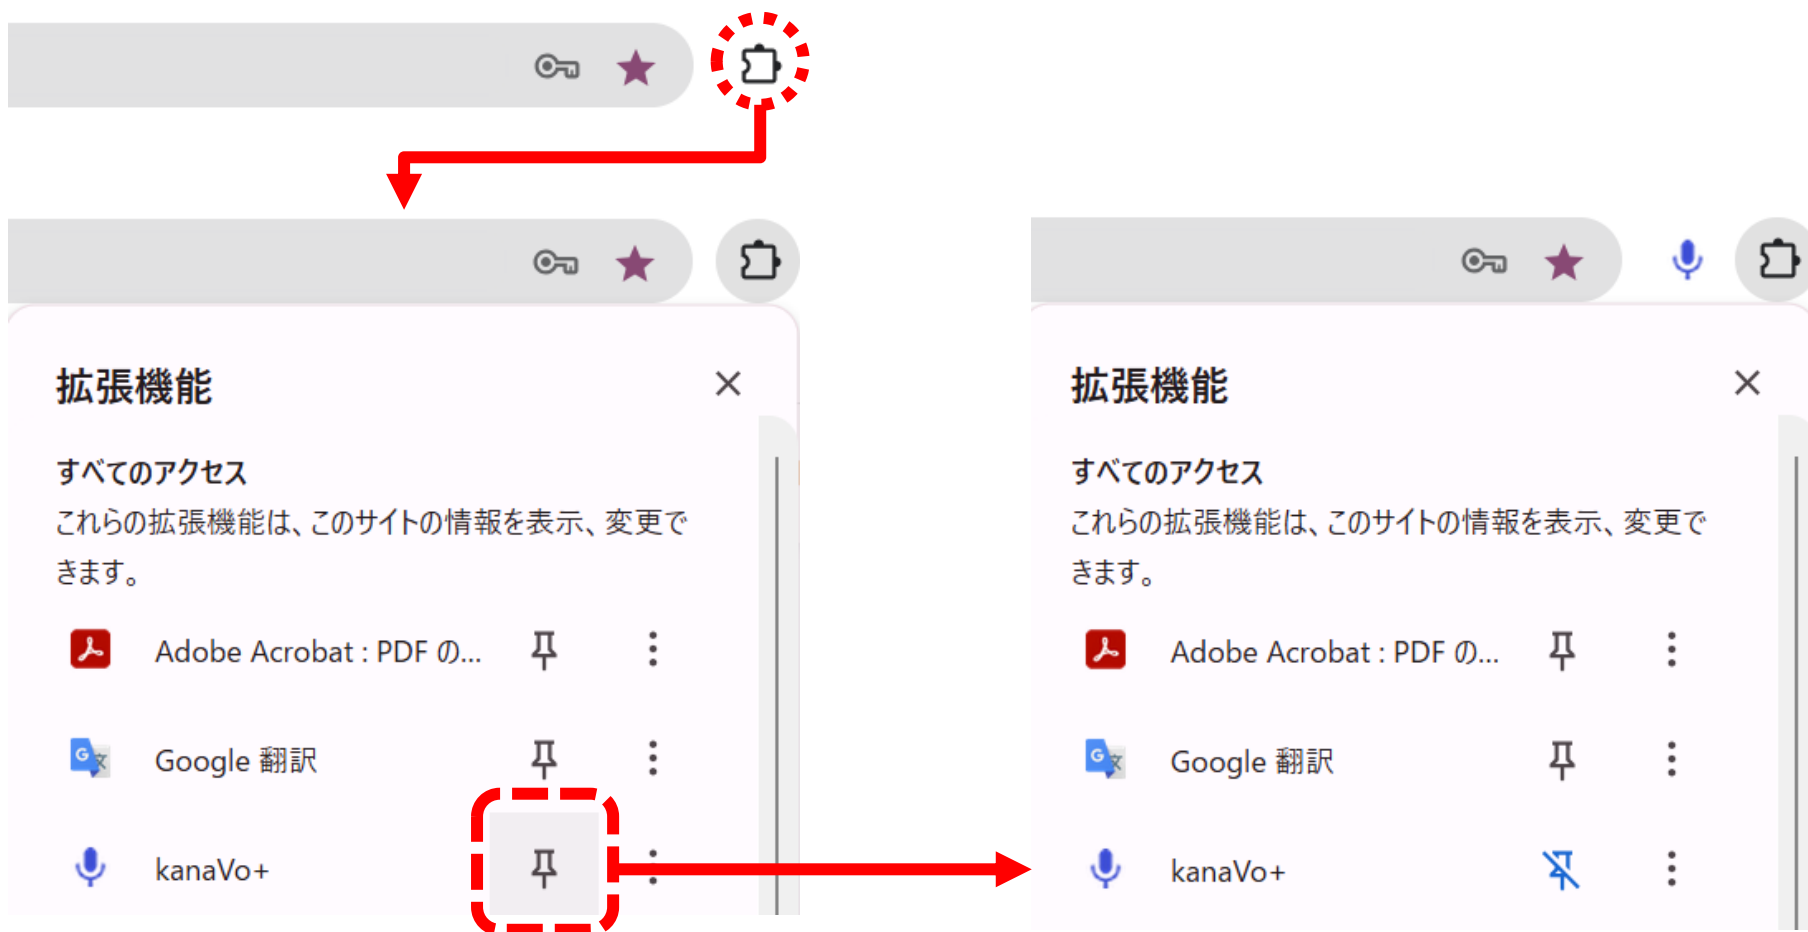 拡張機能
すべてのアクセス
これらの拡張機能は、このサイトの情報を表示、変更で
きます。
Adobe Acrobat : PDF の...
Google 翻訳
kanaVo+
拡張機能
すべてのアクセス
これらの拡張機能は、このサイトの情報を表示、変更で
きます。
Adobe Acrobat : PDF の...
Google 翻訳
kanaVo+